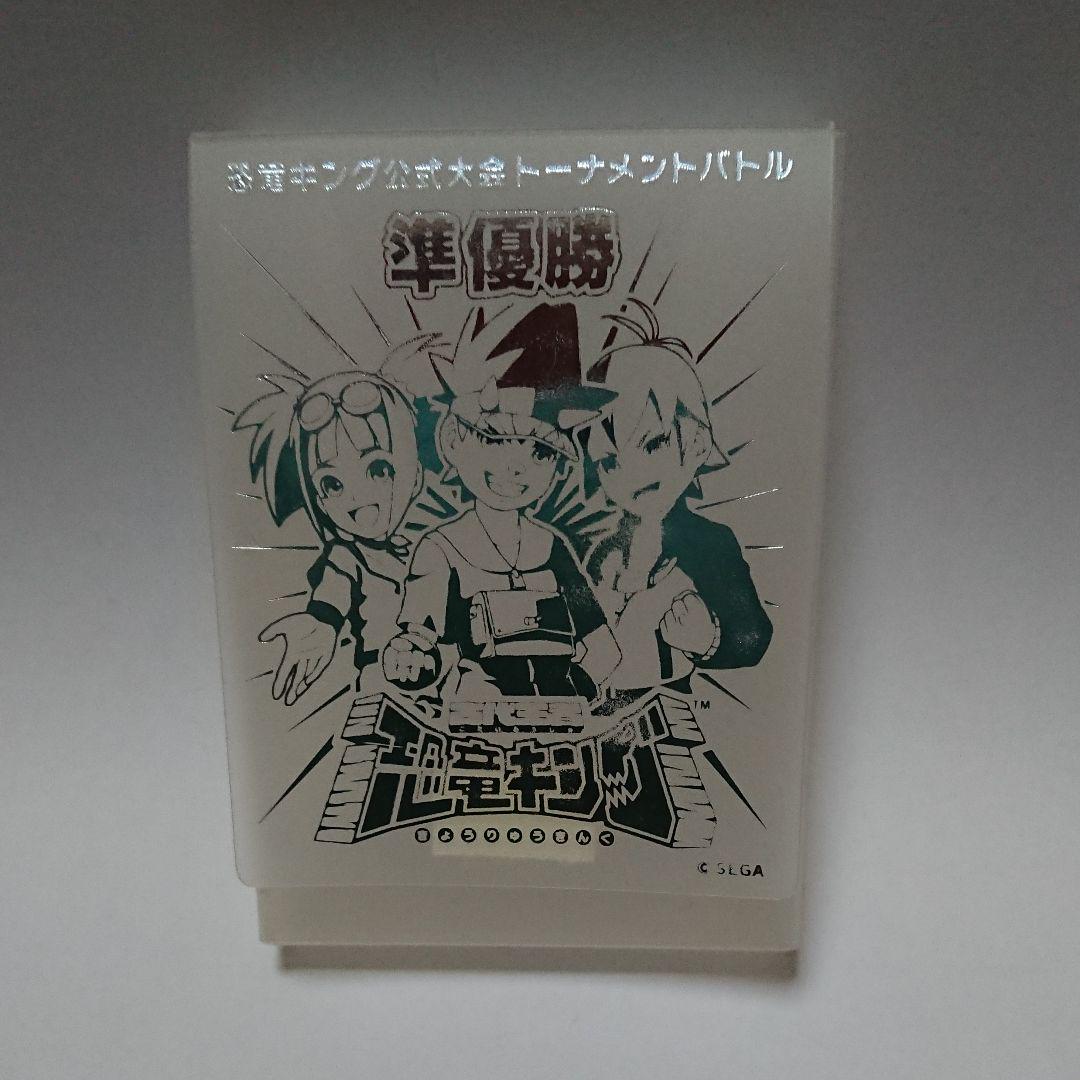 恐竜キング公式大会トーナメントバトル
準優勝
古代王者
恐竜キング
TM
きょうりゅうきんぐ
© SEGA